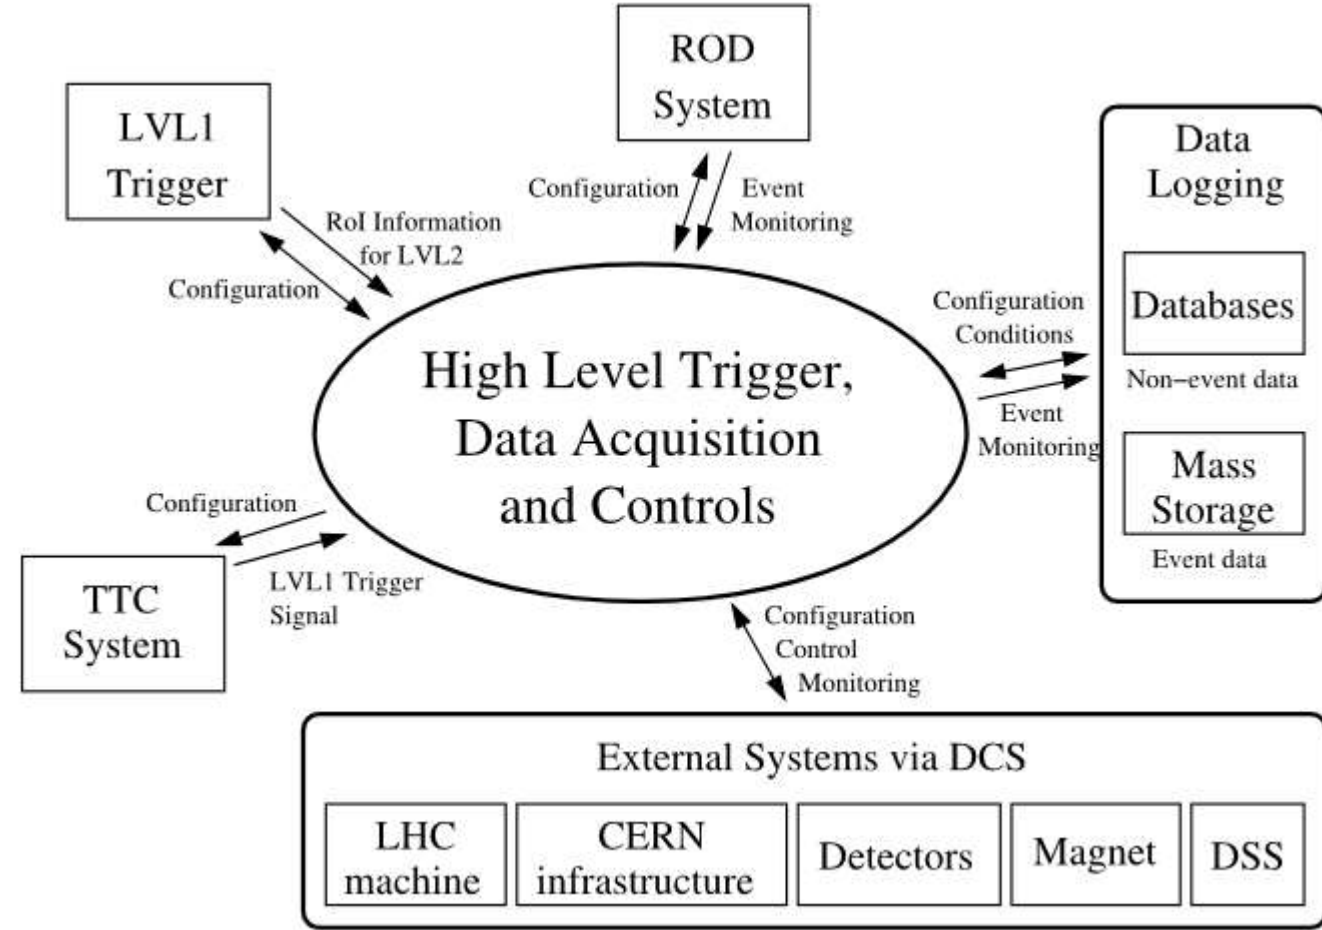 ROD
System
LVL1
Trigger
Configuration
Event
Monitoring
RoI Information
for LVL2
Configuration
Data
Logging
Databases
Non-event data
Mass
Storage
Event data
Configuration
Conditions
Event
Monitoring
High Level Trigger,
Data Acquisition
and Controls
Configuration
LVL1 Trigger
Signal
TTC
System
Configuration
Control
Monitoring
External Systems via DCS
LHC
machine
CERN
infrastructure
Detectors
Magnet
DSS